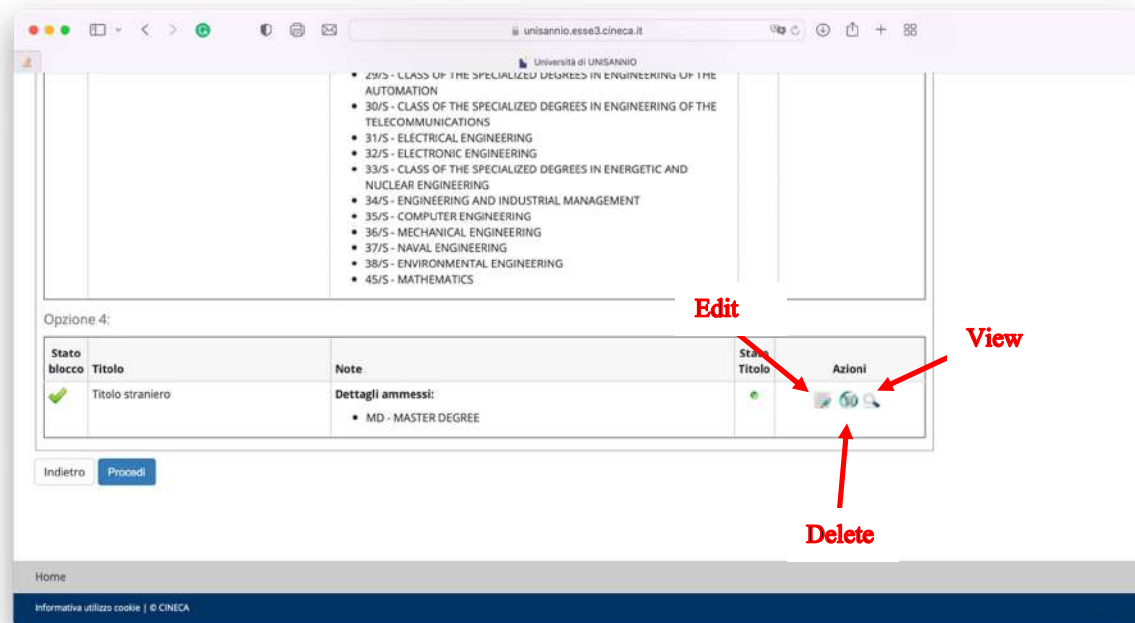 unisannio.esse3.cineca.it
Università di UNISANNIO
29/S - CLASS OF THE SPECIALIZED DEGREES IN ENGINEERING OF THE
AUTOMATION
30/S - CLASS OF THE SPECIALIZED DEGREES IN ENGINEERING OF THE
TELECOMMUNICATIONS
31/S - ELECTRICAL ENGINEERING
32/S - ELECTRONIC ENGINEERING
33/S - CLASS OF THE SPECIALIZED DEGREES IN ENERGETIC AND
NUCLEAR ENGINEERING
34/S - ENGINEERING AND INDUSTRIAL MANAGEMENT
35/S - COMPUTER ENGINEERING
36/S - MECHANICAL ENGINEERING
37/S - NAVAL ENGINEERING
38/S - ENVIRONMENTAL ENGINEERING
45/S - MATHEMATICS
Edit
Opzione 4:
View
Stato
blocco
Titolo
Note
Stato
Titolo
Azioni
Titolo straniero
Dettagli ammessi:
MD - MASTER DEGREE
Indietro
Procedi
Delete
Home
Informativa utilizzo cookie | © CINECA